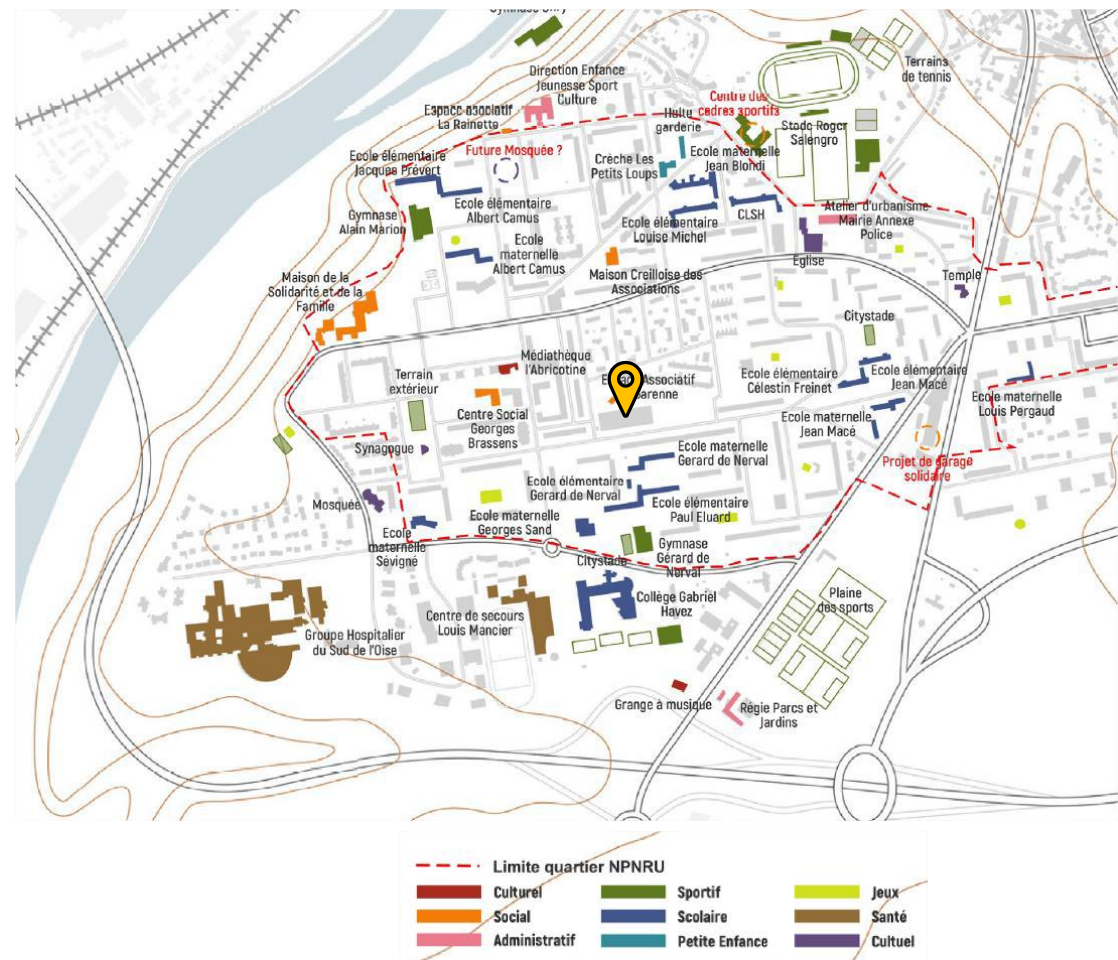 Direction Enfance
Jeunesse Sport
Culture
Terrains
de tennis
Espace asociatif
La Rainette
Centre des
cadres sportifs
Halte
garderie
Stade Roger
Salengro
Future Mosquée ?
Ecole élémentaire
Jacques Prévert
Crèche Les
Petits Loups
Ecole maternelle
Jean Biondi
Ecole élémentaire
Albert Camus
Gymnase
Alain Marion
Ecole élémentaire
Louise Michel
CLSH
Atelier d'urbanisme
Mairie Annexe
Police
Ecole
maternelle
Albert Camus
Eglise
Maison de la
Solidarité et de la
Famille
Maison Creilloise des
Associations
Temple
Citystade
Médiathèque
l'Abricotine
Terrain
extérieur
Associatif
Ecole élémentaire
Célestin Freinet
Ecole élémentaire
Jean Macé
Ecole maternelle
Louis Pergaud
Centre Social
Georges
Brassens
Ecole maternelle
Jean Macé
Synagogue
Ecole maternelle
Gerard de Nerval
Projet de garage
solidaire
Ecole élémentaire
Gerard de Nerval
Mosquée
Ecole maternelle
Georges Sand
Ecole élémentaire
Paul Eluard
Ecole
maternelle
Sévigné
Citystade
Gymnase
Gérard de
Nerval
Collège Gabriel
Havez
Plaine
des sports
Centre de secours
Louis Mancier
Groupe Hospitalier
du Sud de l'Oise
Grange à musique
Régie Parcs et
Jardins
Limite quartier NPNRU
Culturel
Sportif
Jeux
Social
Scolaire
Santé
Administratif
Petite Enfance
Cultuel